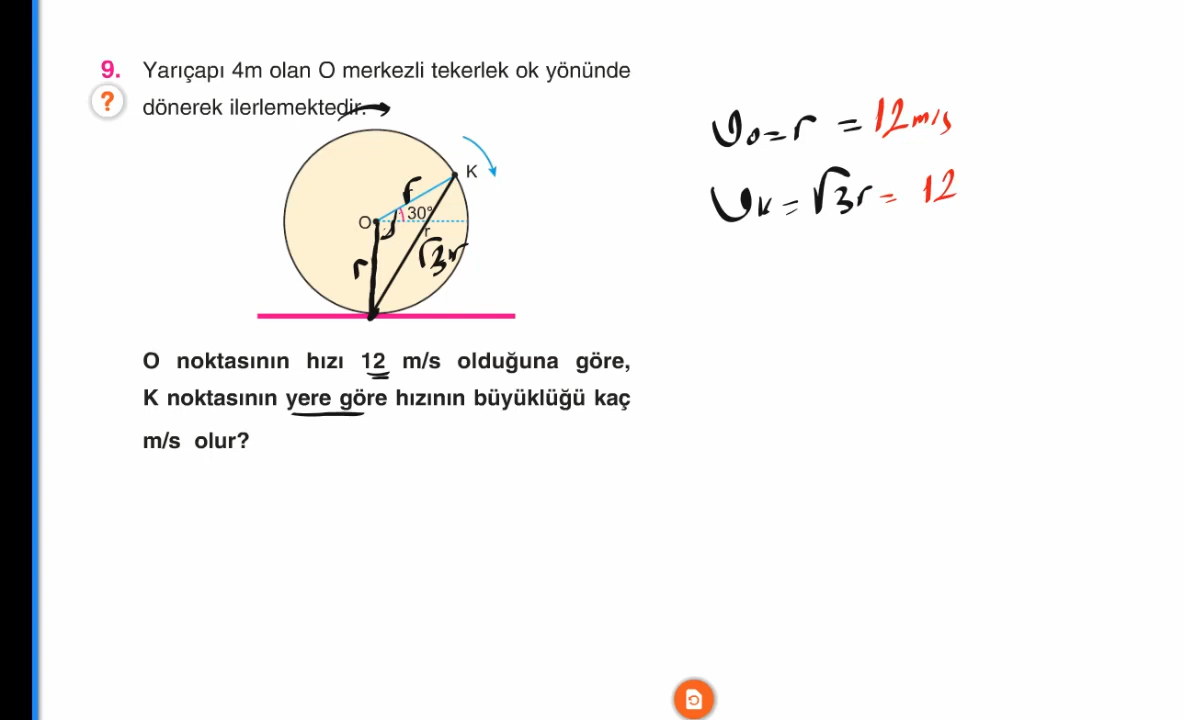 9. Yarıçapı 4m olan O merkezli tekerlek ok yönünde
? dönerek ilerlemektedir.
K
r
O 30°
r
r √3r
O noktasının hızı 12 m/s olduğuna göre,
K noktasının yere göre hızının büyüklüğü kaç
m/s olur?
υo = r = 12 m/s
υK = √3r = 12